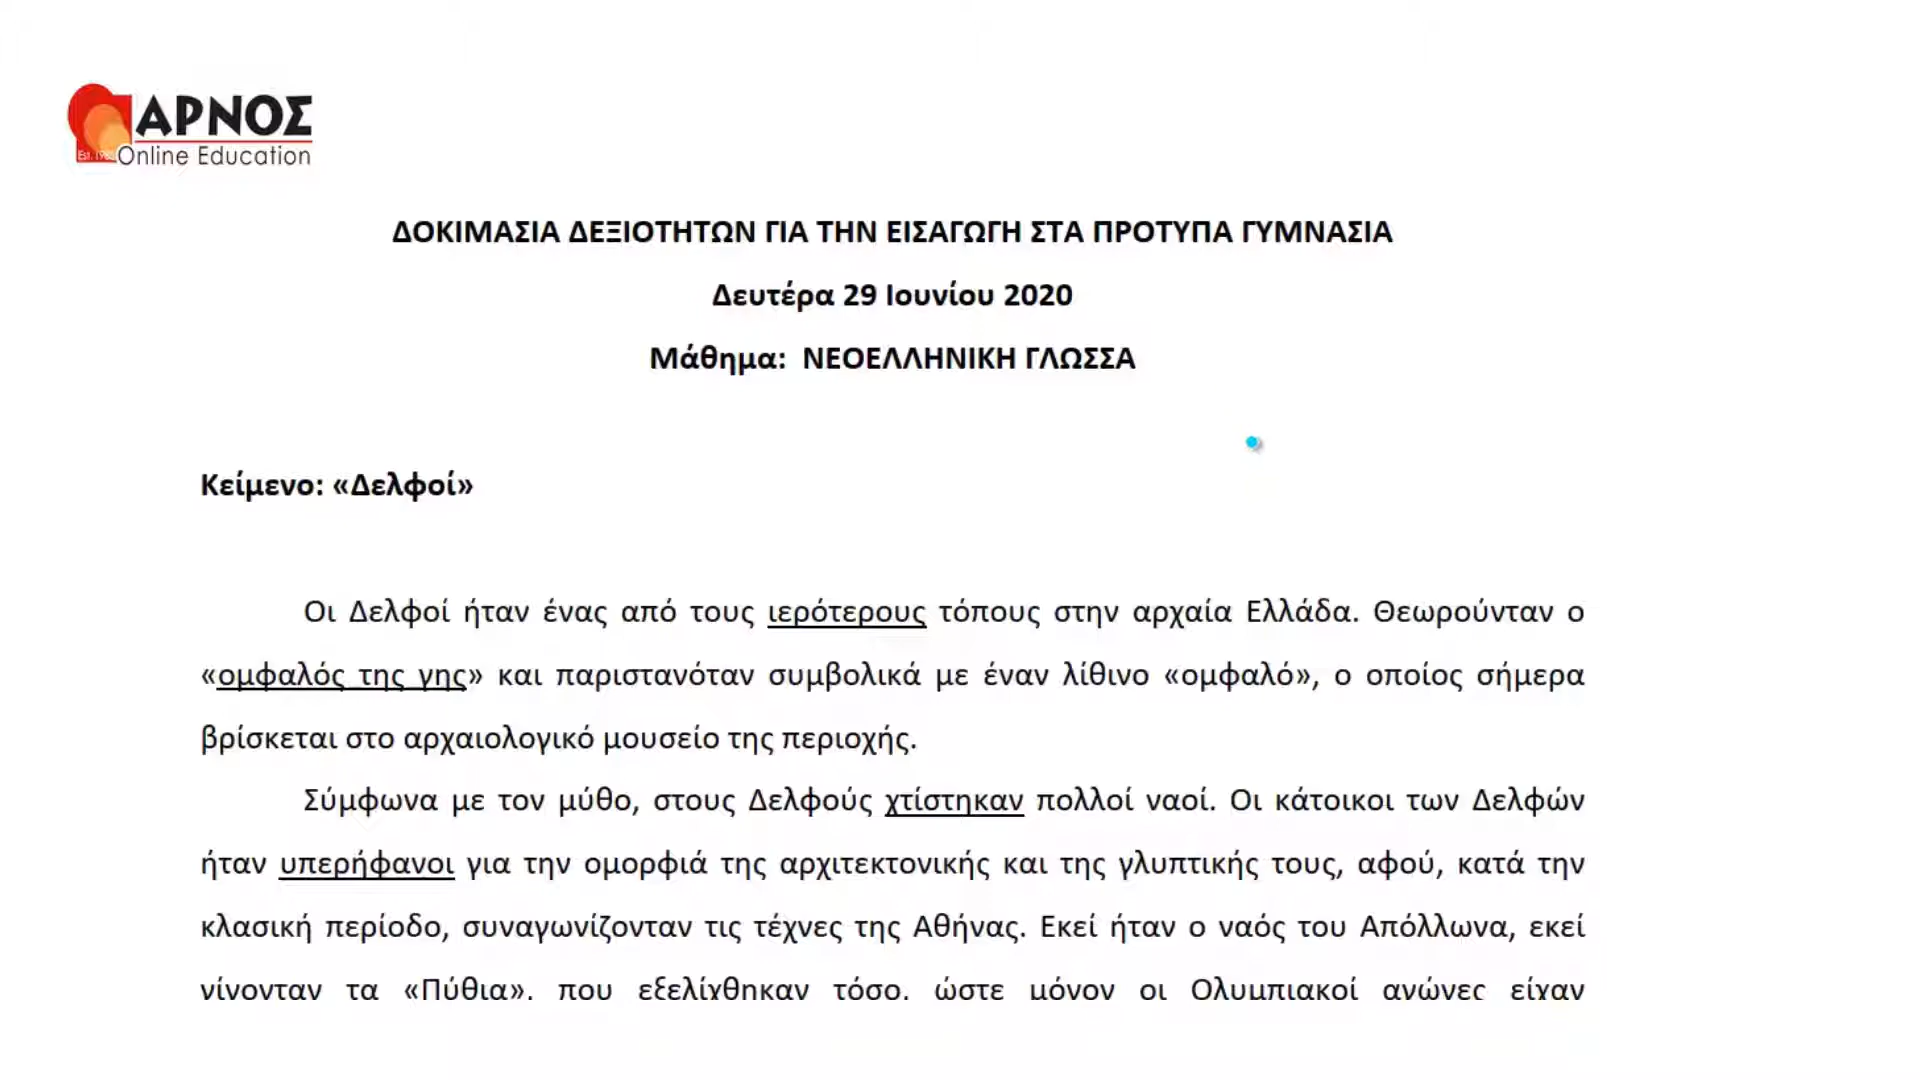 ΑΡΝΟΣ
Est. 19
Online Education
ΔΟΚΙΜΑΣΙΑ ΔΕΞΙΟΤΗΤΩΝ ΓΙΑ ΤΗΝ ΕΙΣΑΓΩΓΗ ΣΤΑ ΠΡΟΤΥΠΑ ΓΥΜΝΑΣΙΑ
Δευτέρα 29 Ιουνίου 2020
Μάθημα: ΝΕΟΕΛΛΗΝΙΚΗ ΓΛΩΣΣΑ
Κείμενο: «Δελφοί»
Οι Δελφοί ήταν ένας από τους ιερότερους τόπους στην αρχαία Ελλάδα. Θεωρούνταν ο
«ομφαλός της γης» και παριστανόταν συμβολικά με έναν λίθινο «ομφαλό», ο οποίος σήμερα
βρίσκεται στο αρχαιολογικό μουσείο της περιοχής.
Σύμφωνα με τον μύθο, στους Δελφούς χτίστηκαν πολλοί ναοί. Οι κάτοικοι των Δελφών
ήταν υπερήφανοι για την ομορφιά της αρχιτεκτονικής και της γλυπτικής τους, αφού, κατά την
κλασική περίοδο, συναγωνίζονταν τις τέχνες της Αθήνας. Εκεί ήταν ο ναός του Απόλλωνα, εκεί
γίνονταν τα «Πύθια», που εξελίχθηκαν τόσο, ώστε μόνον οι Ολυμπιακοί αγώνες είχαν